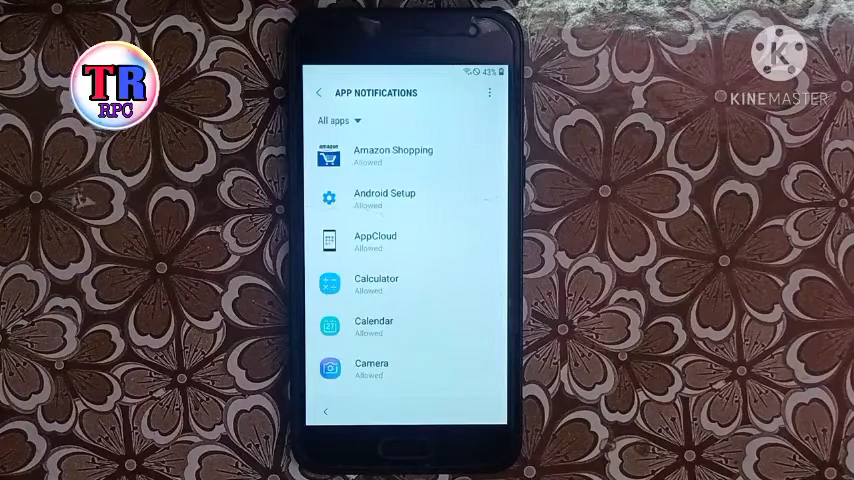 TR
RPC
KINEMASTER
43%
APP NOTIFICATIONS
All apps
amazon
Amazon Shopping
Allowed
Android Setup
Allowed
AppCloud
Allowed
Calculator
Allowed
27
Calendar
Allowed
Camera
Allowed